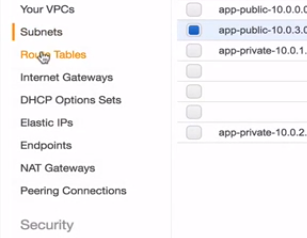 Your VPCs
Subnets
Route Tables
Internet Gateways
DHCP Options Sets
Elastic IPs
Endpoints
NAT Gateways
Peering Connections
Security
app-public-10.0.0.0
app-public-10.0.3.0
app-private-10.0.1.
app-private-10.0.2.